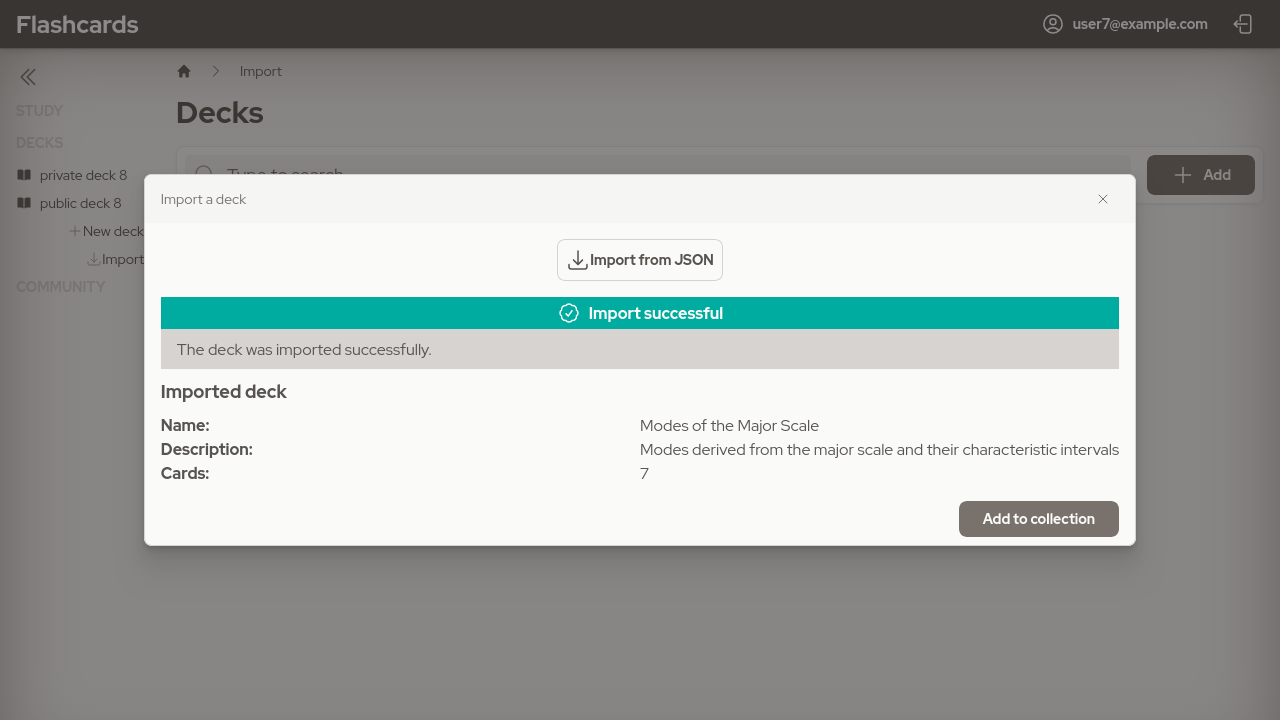 Flashcards
user7@example.com
Import
STUDY
Decks
DECKS
private deck 8
Type to search
Add
public deck 8
New deck
Import
COMMUNITY
Import a deck
Import from JSON
Import successful
The deck was imported successfully.
Imported deck
Name: Modes of the Major Scale
Description: Modes derived from the major scale and their characteristic intervals
Cards: 7
Add to collection